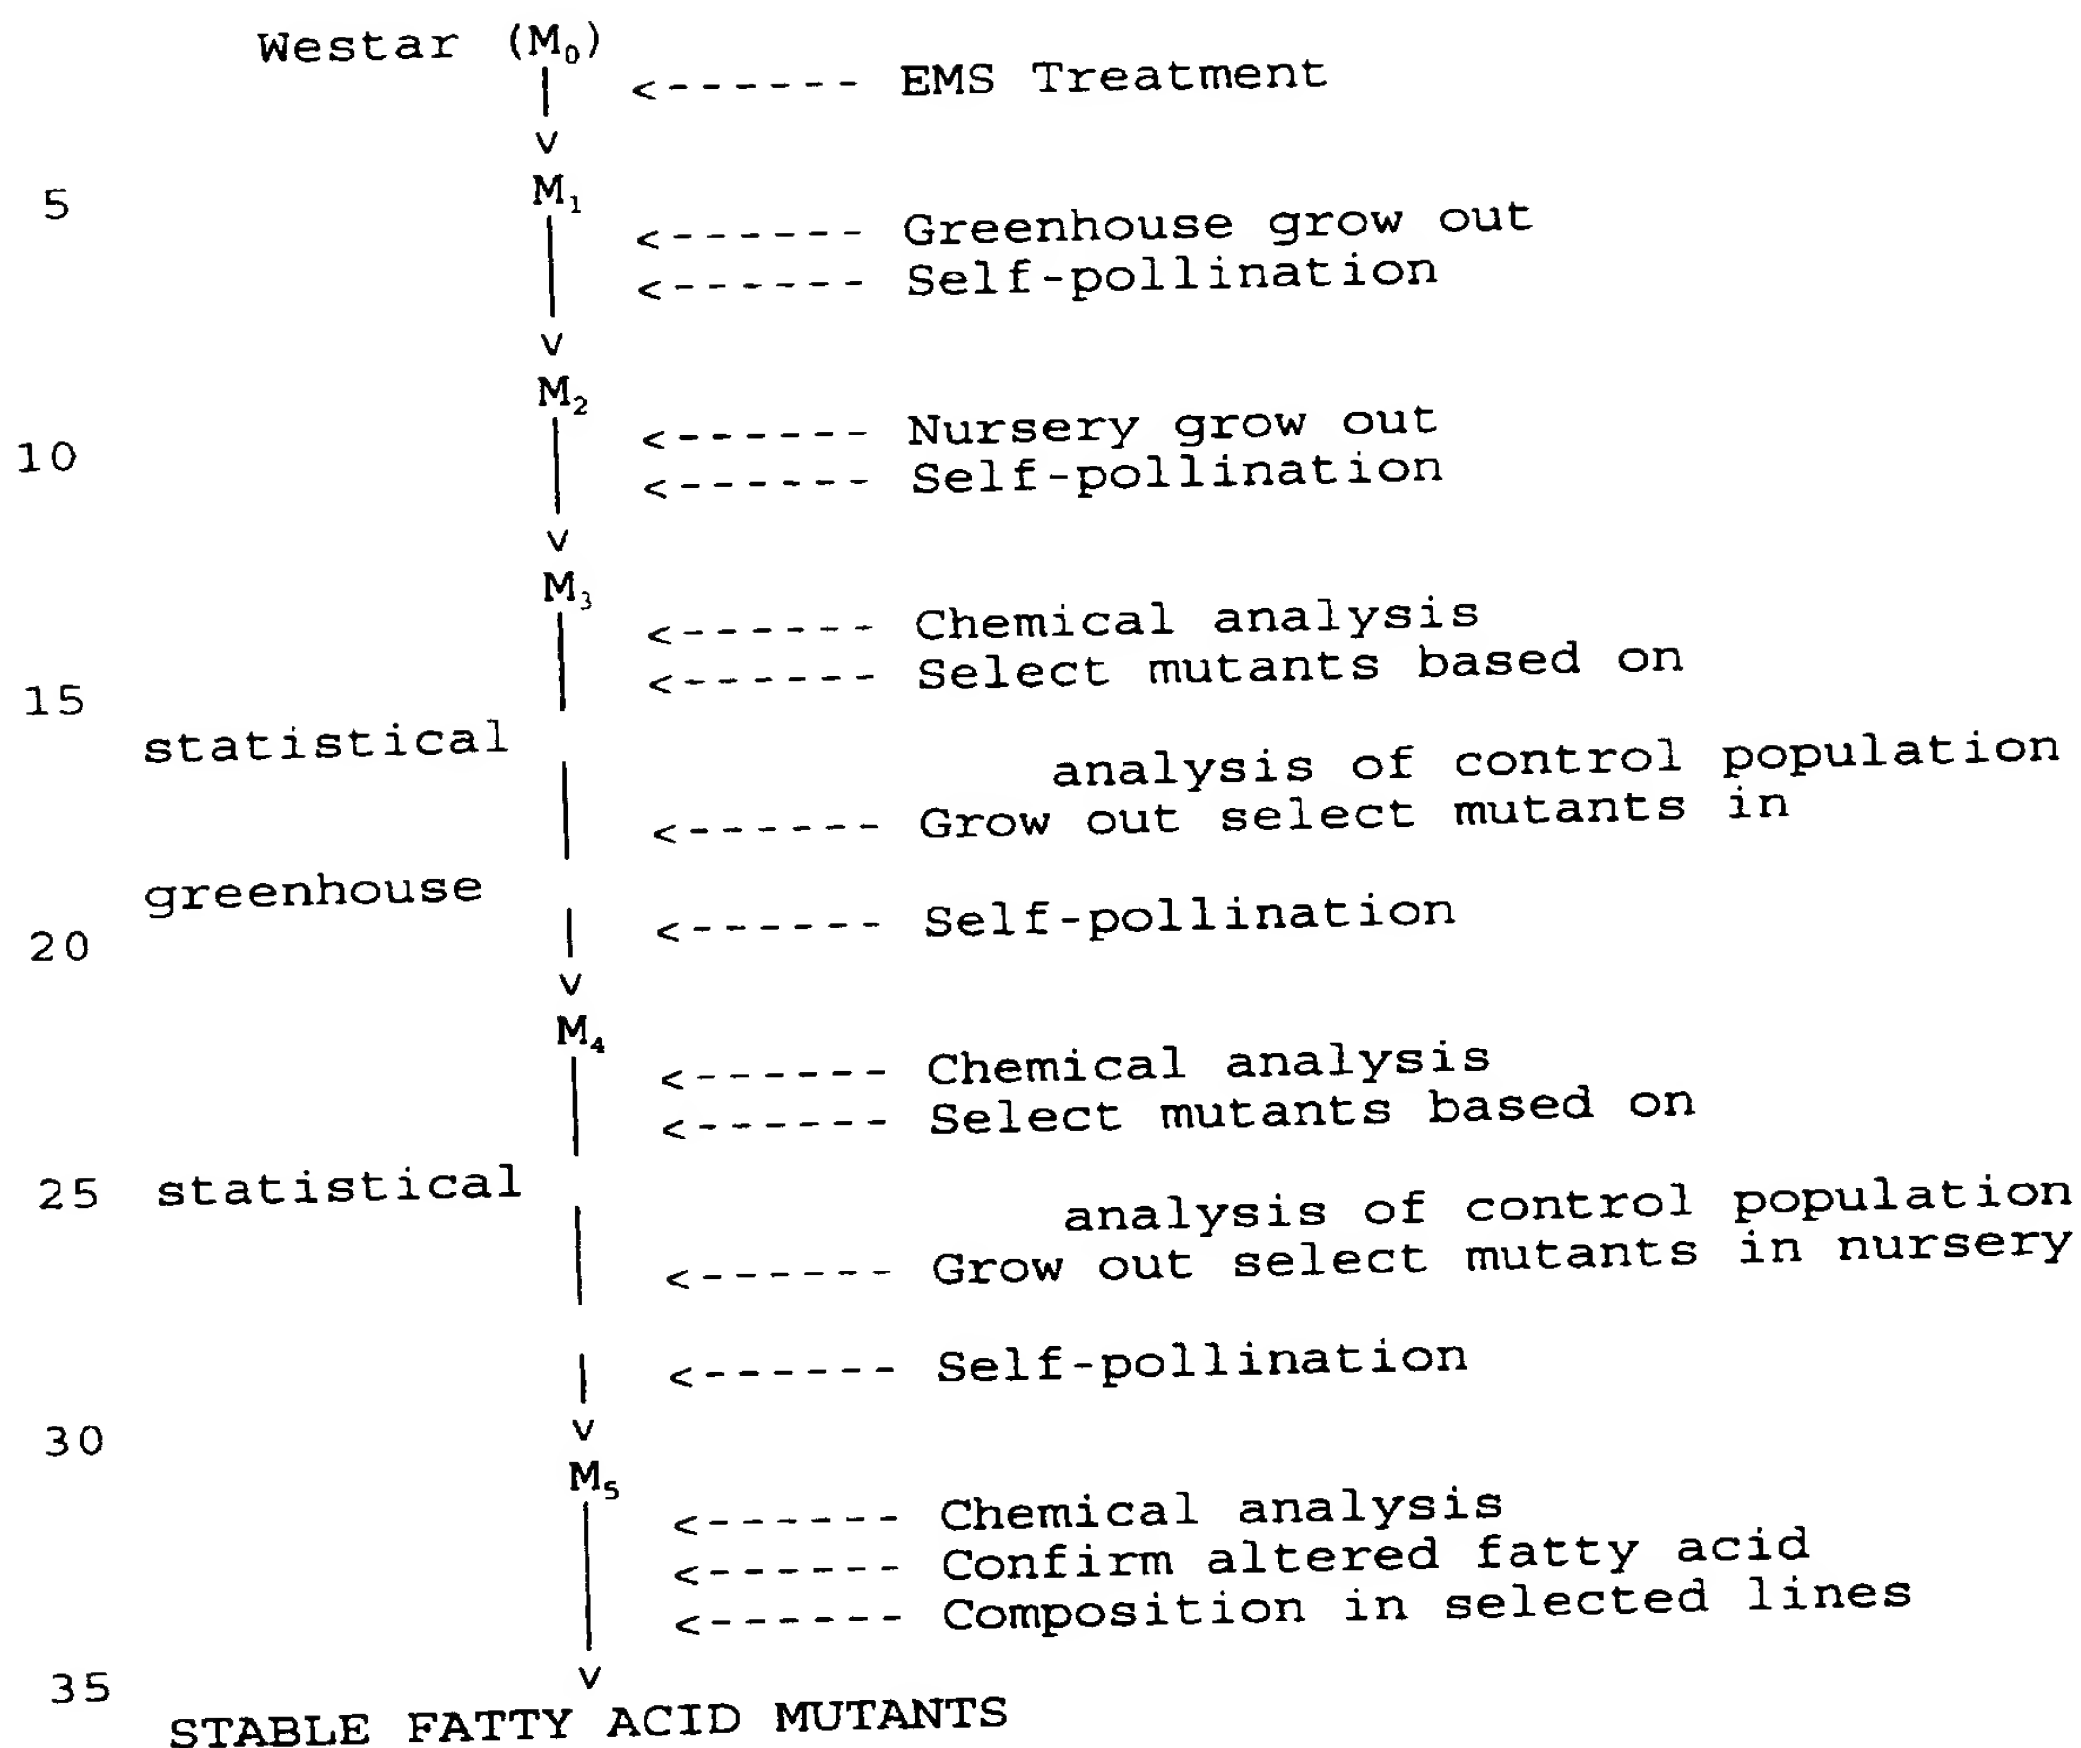 Westar (M₀)
| <------ EMS Treatment
v
5 M₁
| <------ Greenhouse grow out
| <------ Self-pollination
v
M₂
10 | <------ Nursery grow out
| <------ Self-pollination
v
M₃
| <------ Chemical analysis
15 | <------ Select mutants based on
statistical
| analysis of control population
| <------ Grow out select mutants in
greenhouse
20 | <------ Self-pollination
v
M₄
| <------ Chemical analysis
| <------ Select mutants based on
25 statistical
| analysis of control population
| <------ Grow out select mutants in nursery
| <------ Self-pollination
30 v
M₅
| <------ Chemical analysis
| <------ Confirm altered fatty acid
| <------ Composition in selected lines
35 v
STABLE FATTY ACID MUTANTS